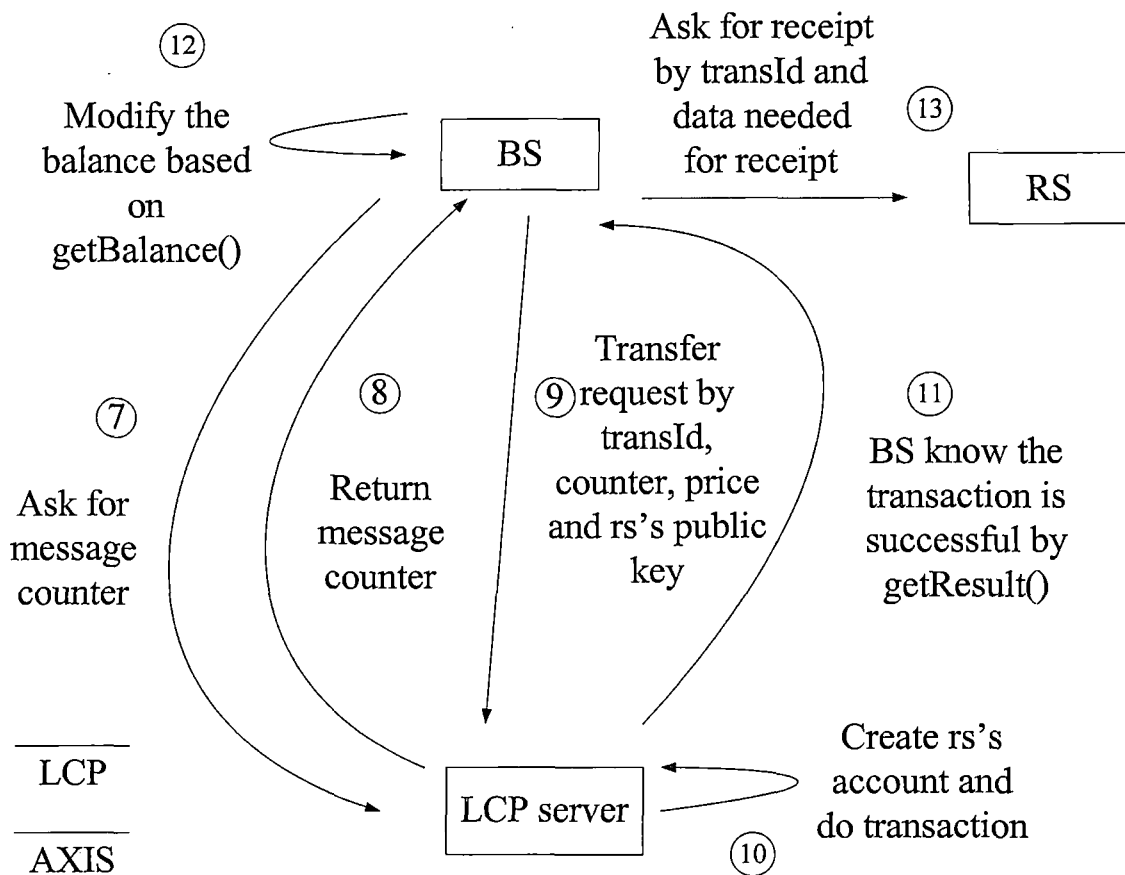 12
Modify the
balance based
on
getBalance()
BS
Ask for receipt
by transId and
data needed
for receipt
13
RS
7
Ask for
message
counter
8
Return
message
counter
9
Transfer
request by
transId,
counter, price
and rs's public
key
11
BS know the
transaction is
successful by
getResult()
LCP
AXIS
LCP server
Create rs's
account and
do transaction
10